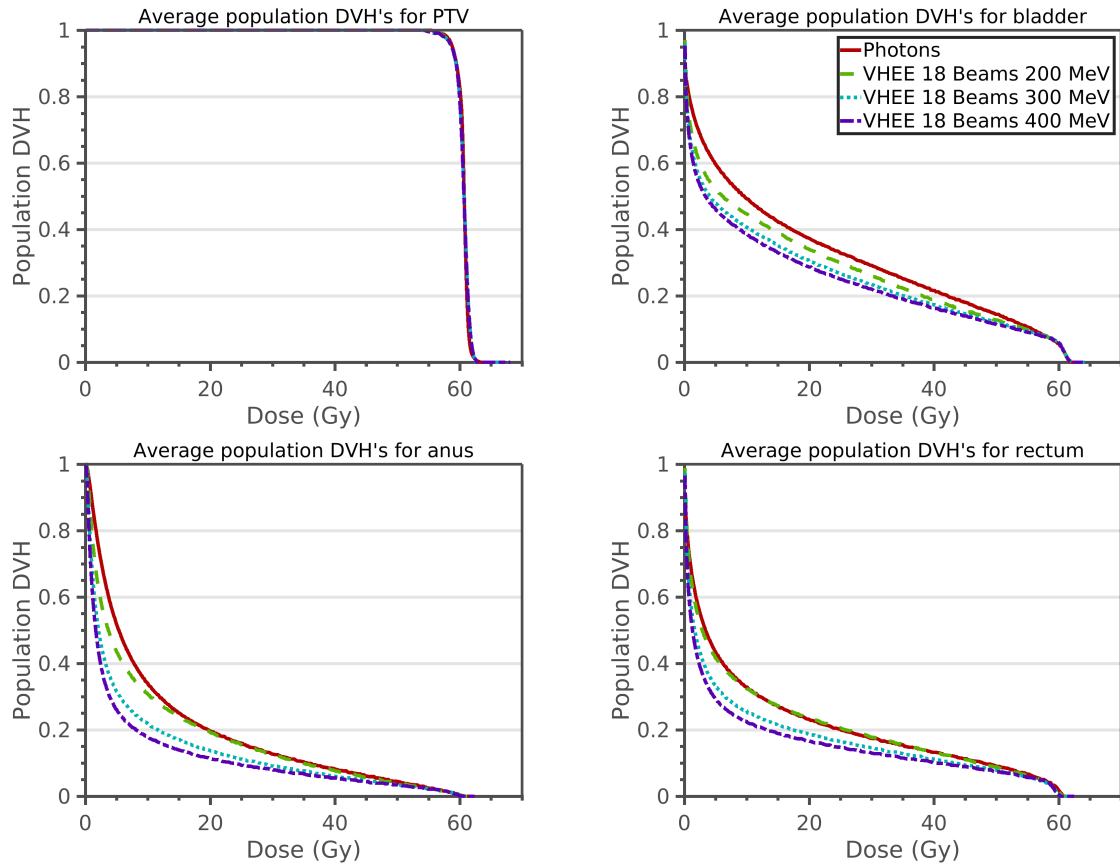 Average population DVH's for PTV
Population DVH
1
0.8
0.6
0.4
0.2
0
0
20
40
60
Dose (Gy)
Average population DVH's for bladder
Population DVH
1
0.8
0.6
0.4
0.2
0
0
20
40
60
Dose (Gy)
Photons
VHEE 18 Beams 200 MeV
VHEE 18 Beams 300 MeV
VHEE 18 Beams 400 MeV
Average population DVH's for anus
Population DVH
1
0.8
0.6
0.4
0.2
0
0
20
40
60
Dose (Gy)
Average population DVH's for rectum
Population DVH
1
0.8
0.6
0.4
0.2
0
0
20
40
60
Dose (Gy)